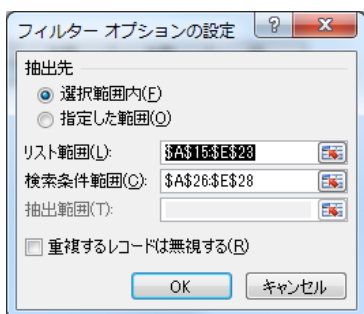 フィルター オプションの設定
抽出先
選択範囲内(F)
指定した範囲(O)
リスト範囲(L): $A$15:$E$23
検索条件範囲(C): $A$26:$E$28
抽出範囲(T):
重複するレコードは無視する(R)
OK キャンセル